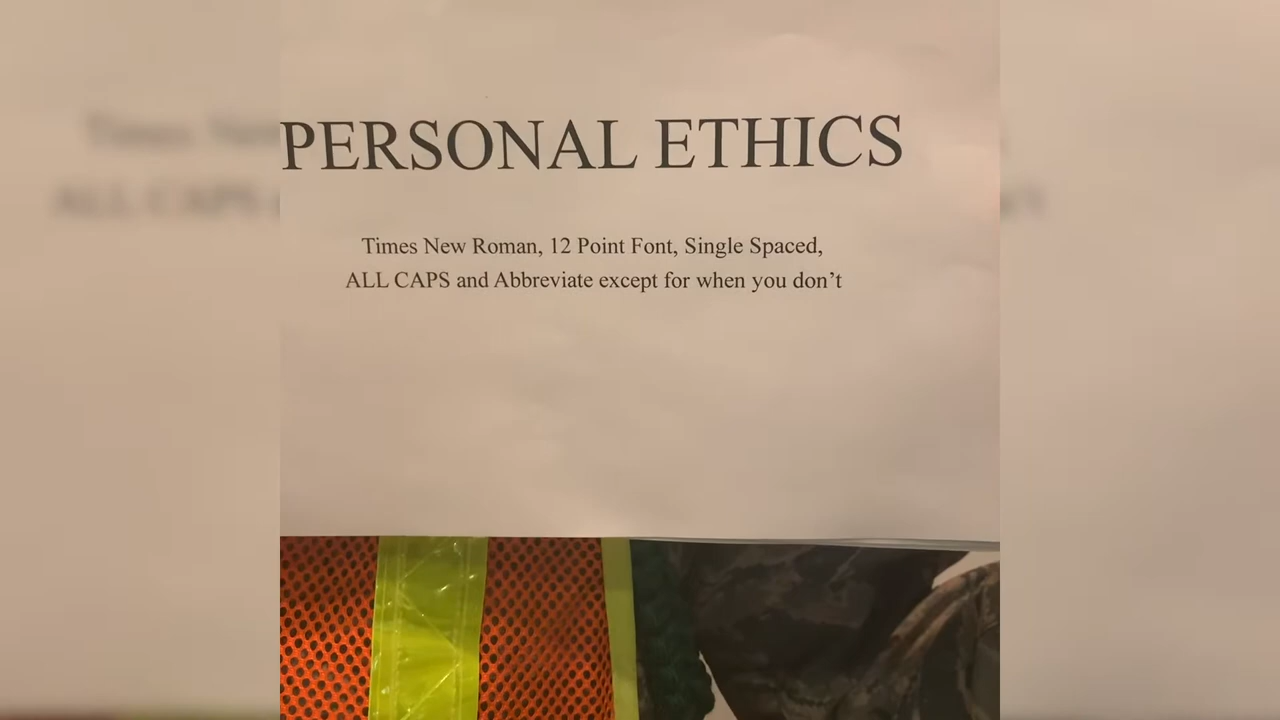 PERSONAL ETHICS
Times New Roman, 12 Point Font, Single Spaced,
ALL CAPS and Abbreviate except for when you don’t